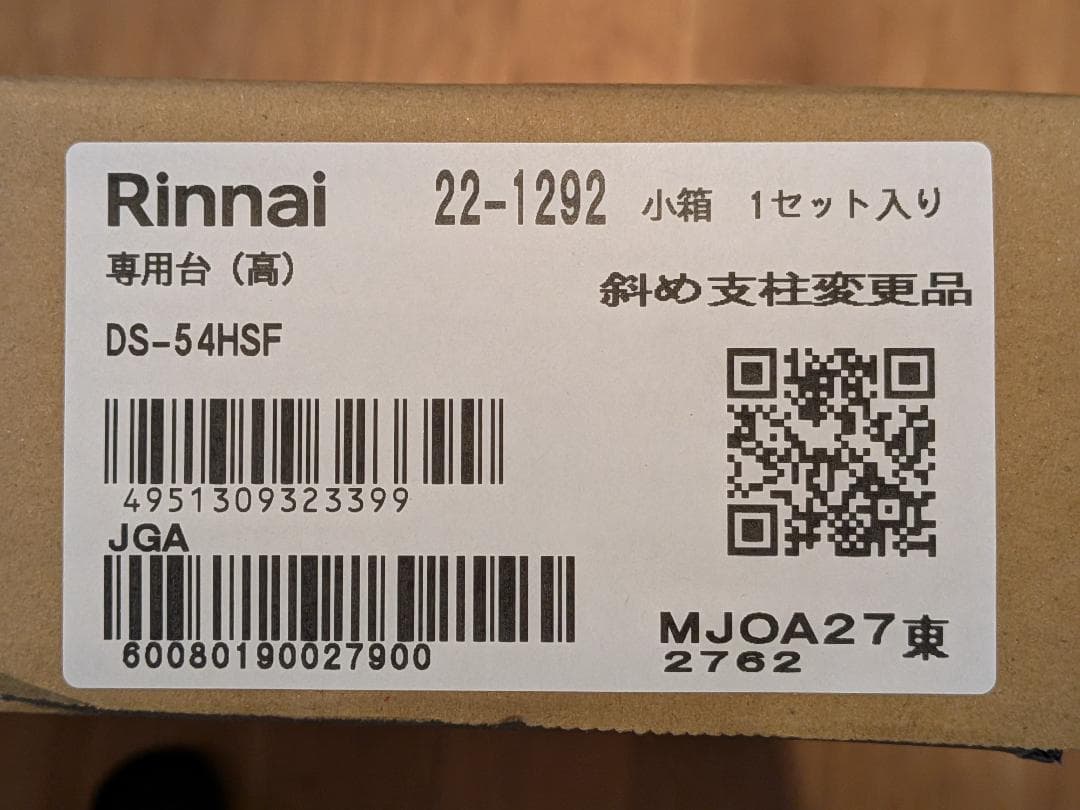 Rinnai 22-1292 小箱 1セット入り
専用台（高）
斜め支柱変更品
DS-54HSF
4951309323399
JGA
60080190027900
MJOA27東
2762